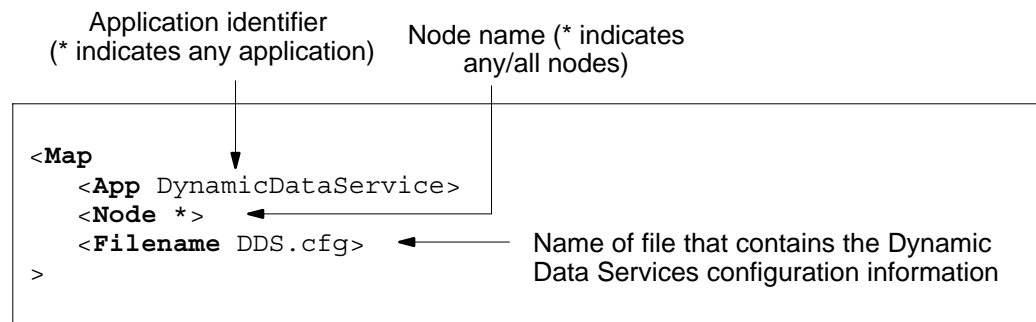 Application identifier
(* indicates any application)
Node name (* indicates
any/all nodes)
<Map
<App DynamicDataService>
<Node *>
<Filename DDS.cfg>
Name of file that contains the Dynamic
Data Services configuration information
>